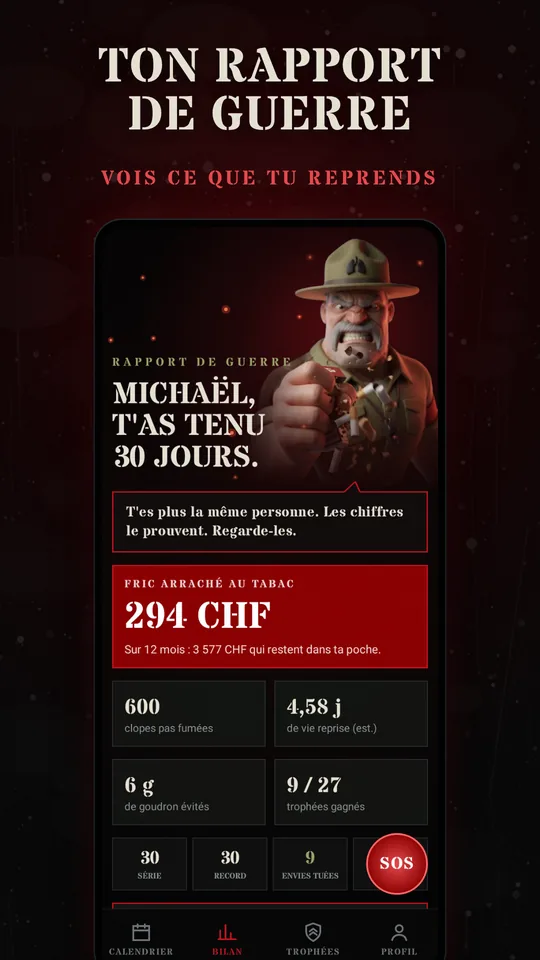 TON RAPPORT
DE GUERRE
VOIS CE QUE TU REPRENDS
RAPPORT DE GUERRE
MICHAËL,
T'AS TENU
30 JOURS.
T'es plus la même personne. Les chiffres
le prouvent. Regarde-les.
FRIC ARRACHÉ AU TABAC
294 CHF
Sur 12 mois : 3 577 CHF qui restent dans ta poche.
600
clopes pas fumées
4,58 j
de vie reprise (est.)
6 g
de goudron évités
9 / 27
trophées gagnés
30
SÉRIE
30
RECORD
9
ENVIES TUÉES
SOS
CALENDRIER
BILAN
TROPHÉES
PROFIL